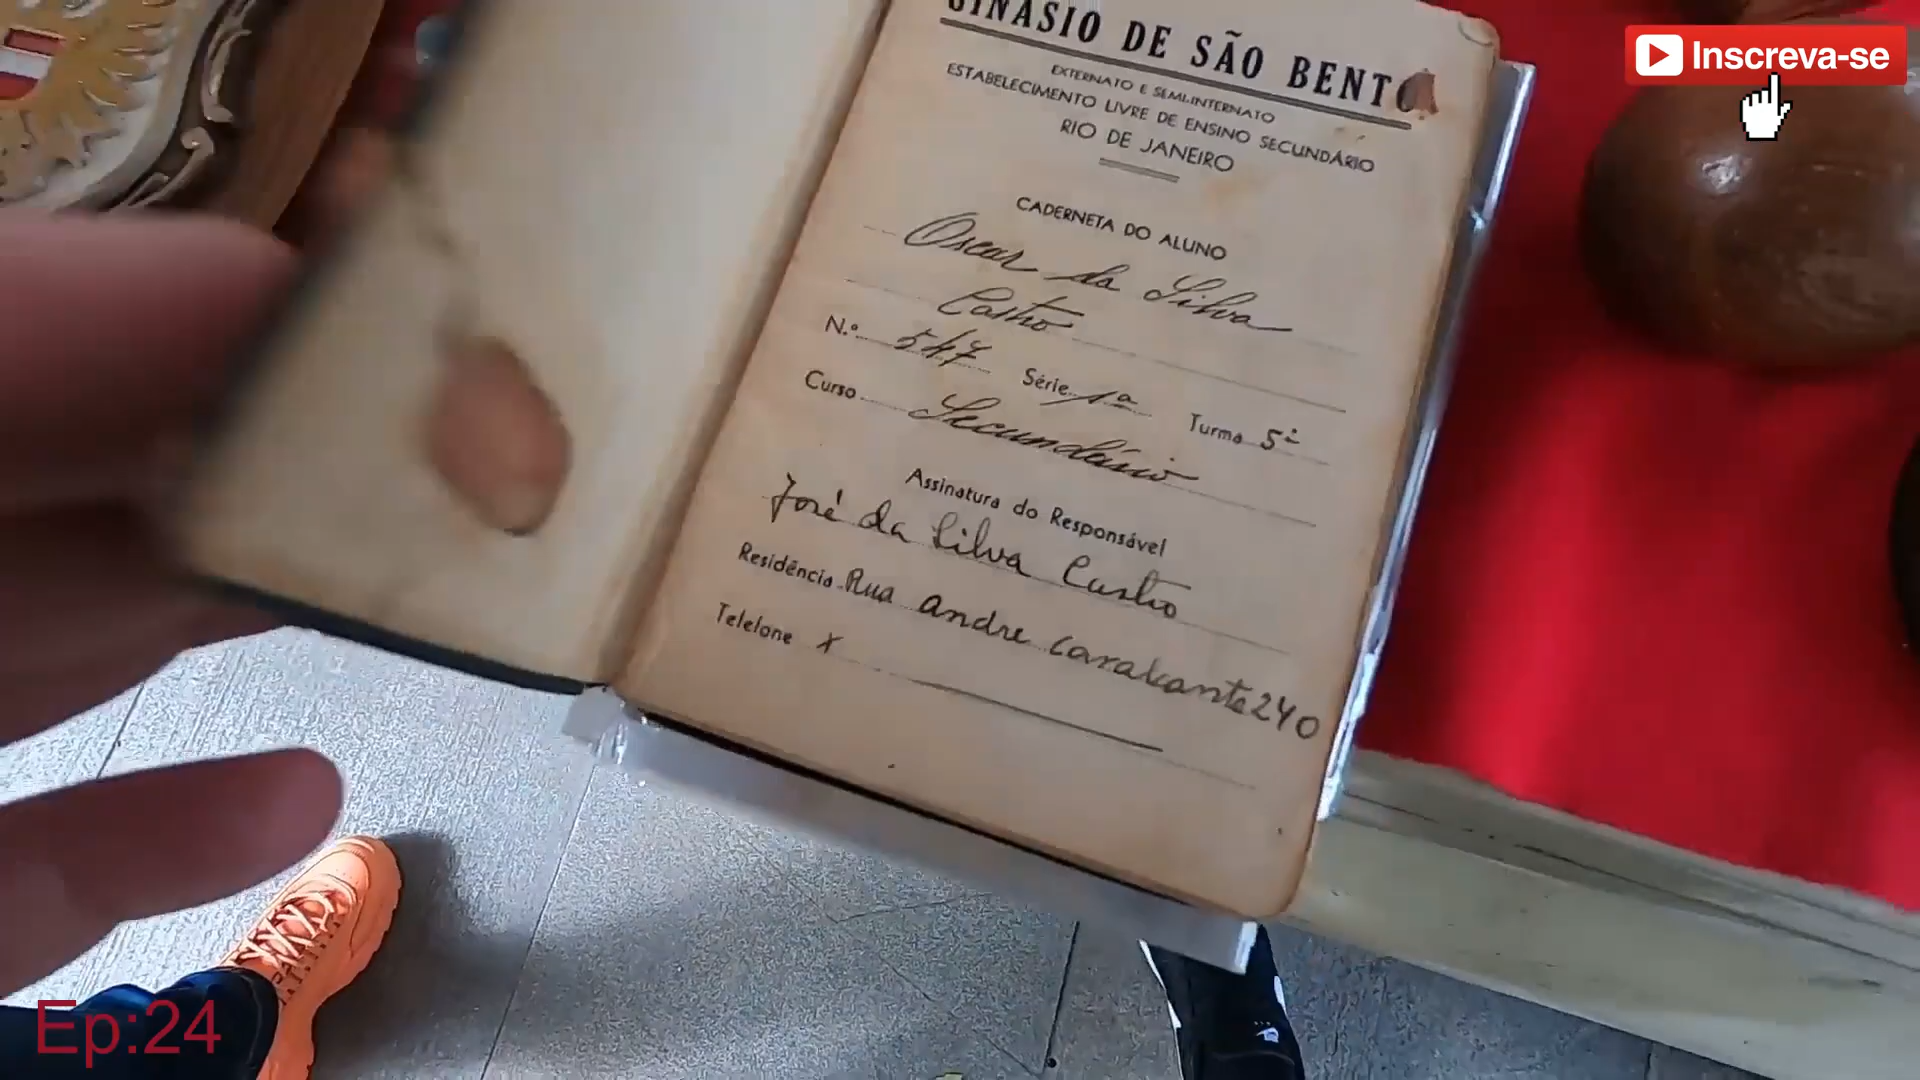 GINÁSIO DE SÃO BENTO
EXTERNATO E SEMI-INTERNATO
ESTABELECIMENTO LIVRE DE ENSINO SECUNDÁRIO
RIO DE JANEIRO
CADERNETA DO ALUNO
Oscar da Silva
Castro
N.º 547 Série 1ª Turma 5ª
Curso Secundário
Assinatura do Responsável
José da Silva Castro
Residência Rua Andre Cavalcante 240
Telefone x
Inscreva-se
Ep:24